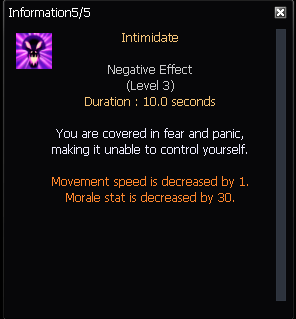 Information5/5
Intimidate
Negative Effect
(Level 3)
Duration : 10.0 seconds
You are covered in fear and panic,
making it unable to control yourself.
Movement speed is decreased by 1.
Morale stat is decreased by 30.